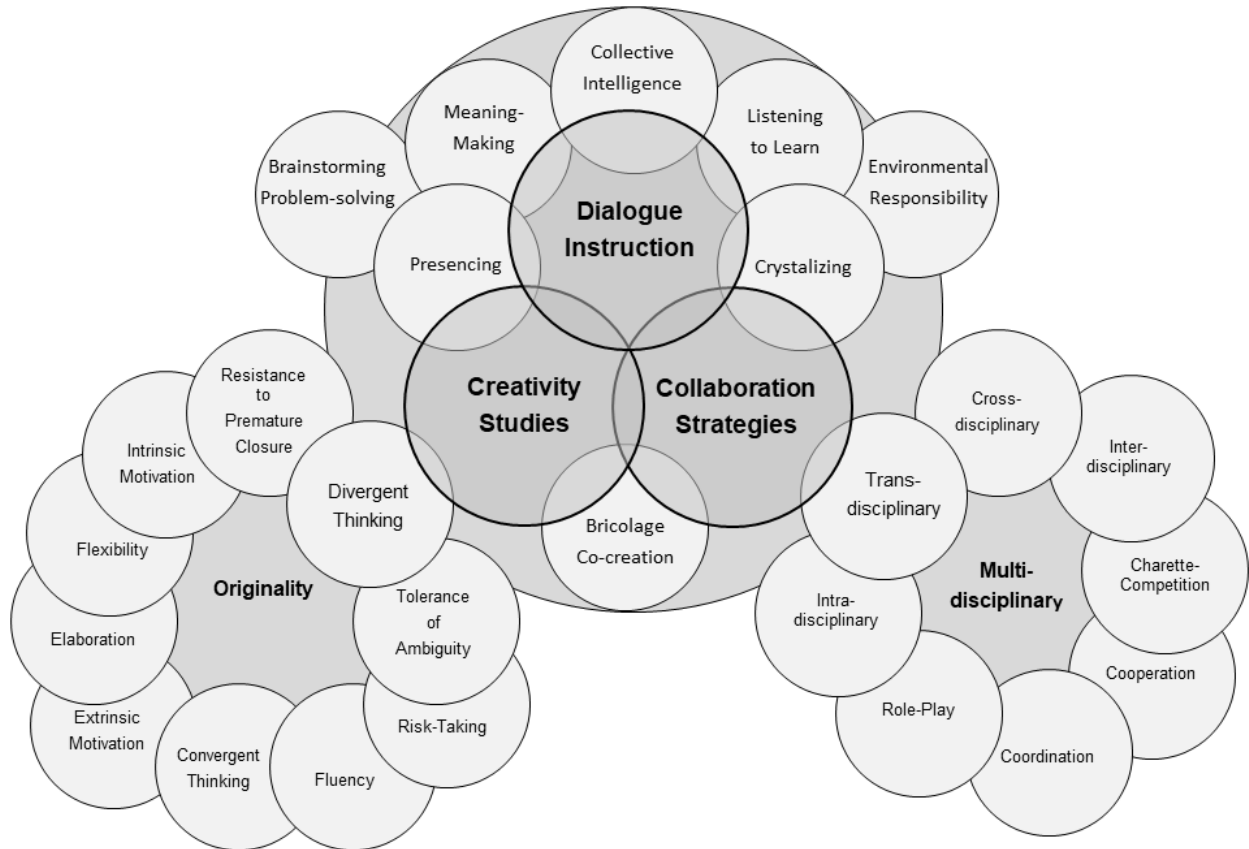 Collective
Intelligence
Meaning-
Making
Listening
to Learn
Brainstorming
Problem-solving
Environmental
Responsibility
Dialogue
Instruction
Presencing
Crystalizing
Creativity
Studies
Collaboration
Strategies
Bricolage
Co-creation
Resistance
to
Premature
Closure
Intrinsic
Motivation
Divergent
Thinking
Flexibility
Originality
Tolerance
of
Ambiguity
Elaboration
Extrinsic
Motivation
Convergent
Thinking
Fluency
Risk-Taking
Cross-
disciplinary
Inter-
disciplinary
Trans-
disciplinary
Multi-
disciplinary
Charette-
Competition
Intra-
disciplinary
Cooperation
Role-Play
Coordination